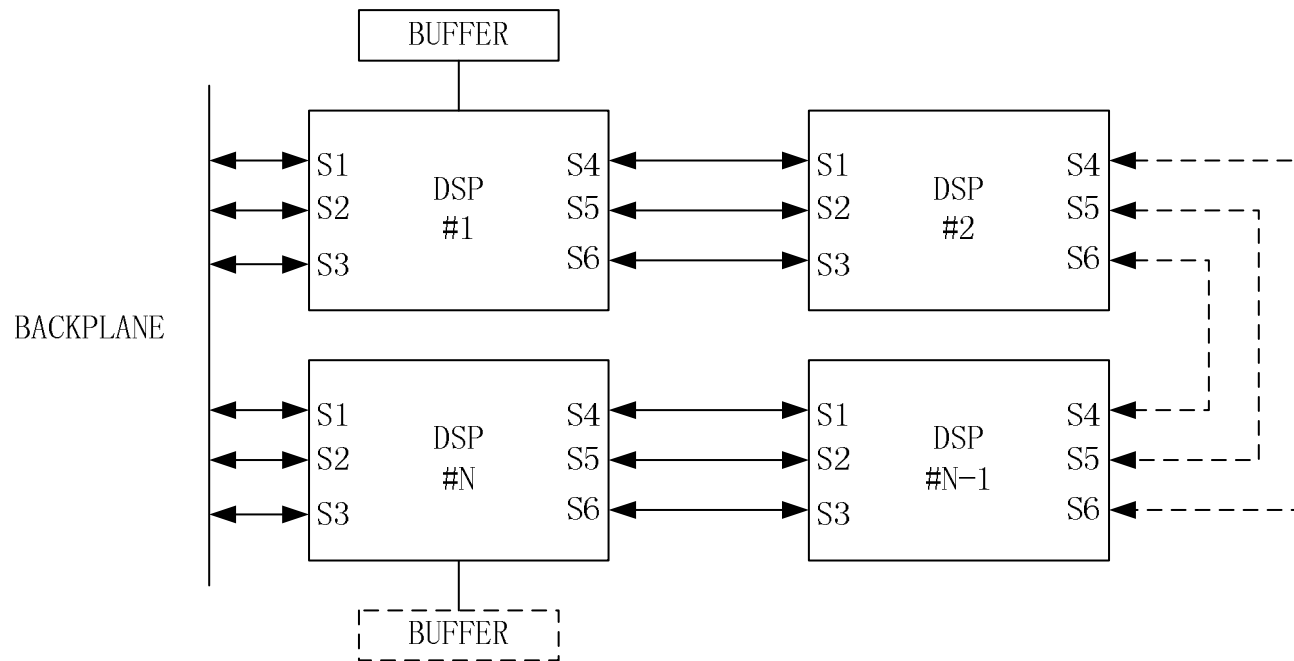 BUFFER
S1 DSP S4 S1 DSP S4
S2 #1 S5 S2 #2 S5
S3 S6 S3 S6
BACKPLANE
S1 DSP S4 S1 DSP S4
S2 #N S5 S2 #N-1 S5
S3 S6 S3 S6
BUFFER